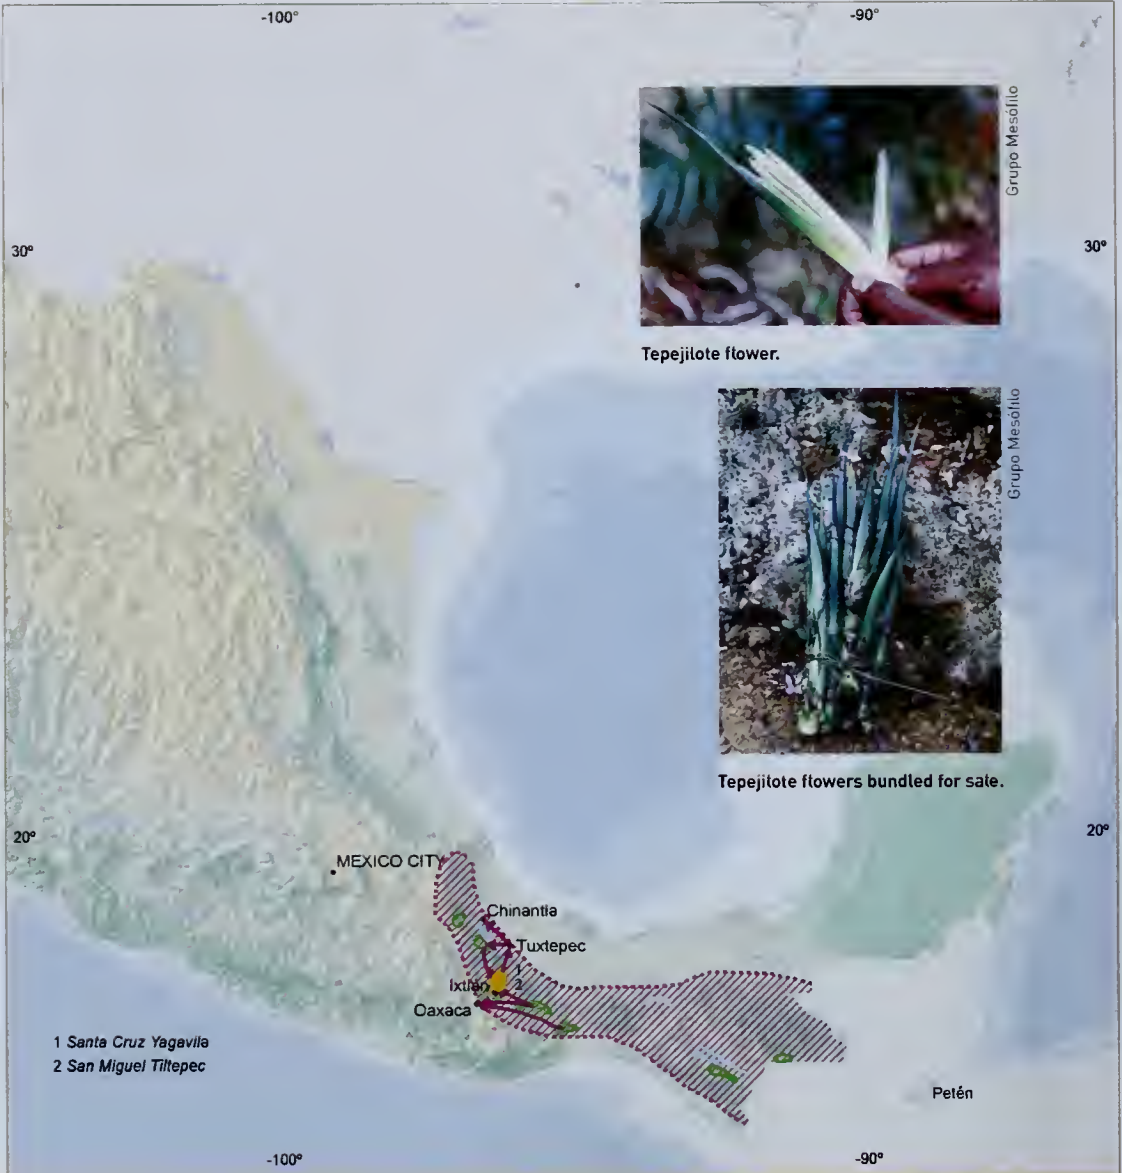 -100°
-90°
Grupo Mesófilo
30°
30°
Tepejilote flower.
Grupo Mesófilo
Tepejilote flowers bundled for sale.
20°
20°
MEXICO CITY
Chinantla
Tuxtepec
1
Ixtlán
2
Oaxaca
1 Santa Cruz Yagavila
2 San Miguel Tiltepec
Petén
-100°
-90°